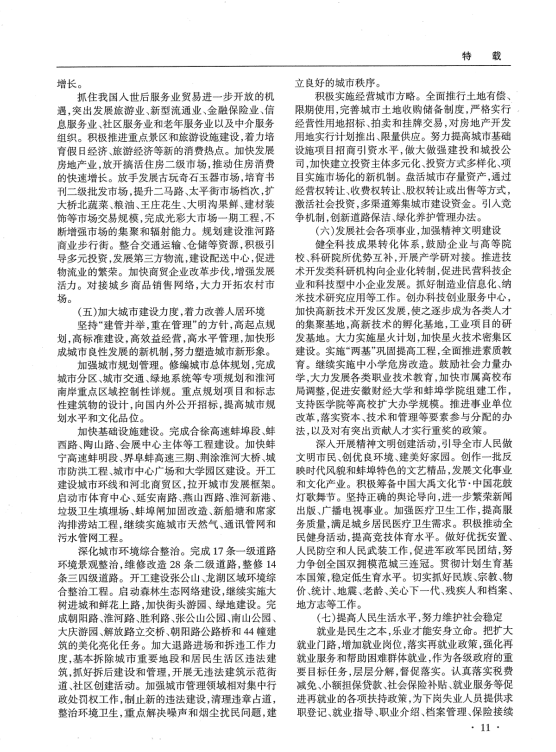 特 载
增长。
抓住我国入世后服务业贸易进一步开放的机
遇,突出发展旅游业、新型流通业、金融保险业、信
息服务业、社区服务业和老年服务业以及中介服务
组织。积极推进重点景区和旅游设施建设,着力培
育假日经济、旅游经济等新的消费热点。加快发展
房地产业,放开搞活住房二级市场,推动住房消费
的快速增长。放手发展古玩奇石玉器市场,培育书
刊二级批发市场,提升二马路、太平街市场档次,扩
大桥北蔬菜、粮油、王庄花生、大明沟果鲜、建材装
饰等市场交易规模,完成光彩大市场一期工程,不
断增强市场的集聚和辐射能力。规划建设淮河路
商业步行街。整合交通运输、仓储等资源,积极引
导多元投资,发展第三方物流,建设配送中心,促进
物流业的繁荣。加快商贸企业改革步伐,增强发展
活力。对接城乡商品销售网络,大力开拓农村市
场。
(五)加大城市建设力度,着力改善人居环境
坚持“建管并举,重在管理”的方针,高起点规
划,高标准建设,高效益经营,高水平管理,加快形
成城市良性发展的新机制,努力塑造城市新形象。
加强城市规划管理。修编城市总体规划,完成
城市分区、城市交通、绿地系统等专项规划和淮河
南岸重点区域控制性详规。重点规划项目和标志
性建筑物的设计,向国内外公开招标,提高城市规
划水平和文化品位。
加快基础设施建设。完成合徐高速蚌埠段、蚌
西路、陶山路、会展中心主体等工程建设。加快蚌
宁高速蚌明段、界阜蚌高速三期、荆涂淮河大桥、城
市防洪工程、城市中心广场和大学园区建设。开工
建设城市环线和河北商贸区,拉开城市发展框架。
启动市体育中心、延安南路、燕山西路、淮河新港、
垃圾卫生填埋场、蚌埠闸加固改造、新船塘和席家
沟排涝站工程,继续实施城市天然气、通讯管网和
污水管网工程。
深化城市环境综合整治。完成 17 条一级道路
环境景观整治,维修改造 28 条二级道路,整修 14
条三四级道路。开工建设张公山、龙湖区域环境综
合整治工程。启动森林生态网络建设,继续实施大
树进城和鲜花上路,加快街头游园、绿地建设。完
成朝阳路、淮河路、胜利路、张公山公园、南山公园、
大庆游园、解放路立交桥、朝阳路公路桥和 44 幢建
筑的美化亮化任务。加大退路进场和拆违工作力
度,基本拆除城市重要地段和居民生活区违法建
筑,抓好拆后建设和管理,开展无违法建筑示范街
道、社区创建活动。加强城市管理领域相对集中行
政处罚权工作,制止新的违法建设,清理违章占道,
整治环境卫生,重点解决噪声和烟尘扰民问题,建
立良好的城市秩序。
积极实施经营城市方略。全面推行土地有偿、
限期使用,完善城市土地收购储备制度,严格实行
经营性用地招标、拍卖和挂牌交易,对房地产开发
用地实行计划推出、限量供应。努力提高城市基础
设施项目招商引资水平,做大做强建投和城投公
司,加快建立投资主体多元化、投资方式多样化、项
目实施市场化的新机制。盘活城市存量资产,通过
经营权转让、收费权转让、股权转让或出售等方式,
激活社会投资,多渠道筹集城市建设资金。引入竞
争机制,创新道路保洁、绿化养护管理办法。
(六)发展社会各项事业,加强精神文明建设
健全科技成果转化体系,鼓励企业与高等院
校、科研院所优势互补,开展产学研对接。推进技
术开发类科研机构向企业化转制,促进民营科技企
业和科技型中小企业发展。抓好制造业信息化、纳
米技术研究应用等工作。创办科技创业服务中心,
加快高新技术开发区发展,使之逐步成为各类人才
的集聚基地,高新技术的孵化基地,工业项目的研
发基地。大力实施星火计划,加快星火技术密集区
建设。实施“两基”巩固提高工程,全面推进素质教
育。继续实施中小学危房改造。鼓励社会力量办
学,大力发展各类职业技术教育,加快市属高校布
局调整,促进安徽财经大学和蚌埠学院组建工作,
支持医学院等高校扩大办学规模。推进事业单位
改革,落实资本、技术和管理等要素参与分配的办
法,以及对有突出贡献人才实行重奖的政策。
深入开展精神文明创建活动,引导全市人民做
文明市民、创优良环境、建美好家园。创作一批反
映时代风貌和蚌埠特色的文艺精品,发展文化事业
和文化产业。积极筹备中国大禹文化节·中国花鼓
灯歌舞节。坚持正确的舆论导向,进一步繁荣新闻
出版、广播电视事业。加强医疗卫生工作,提高服
务质量,满足城乡居民医疗卫生需求。积极推动全
民健身活动,提高竞技体育水平。做好优抚安置、
人民防空和人民武装工作,促进军政军民团结,努
力争创全国双拥模范城三连冠。贯彻计划生育基
本国策,稳定低生育水平。切实抓好民族、宗教、物
价、统计、地震、老龄、关心下一代、残疾人和档案、
地方志等工作。
(七)提高人民生活水平,努力维护社会稳定
就业是民生之本,乐业才能安身立命。把扩大
就业门路,增加就业岗位,落实再就业政策,强化再
就业服务和帮助困难群体就业,作为各级政府的重
要目标任务,层层分解,督促落实。认真落实税费
减免、小额担保贷款、社会保险补贴、就业服务等促
进再就业的各项扶持政策,为下岗失业人员提供求
职登记、就业指导、职业介绍、档案管理、保险接续
· 11 ·